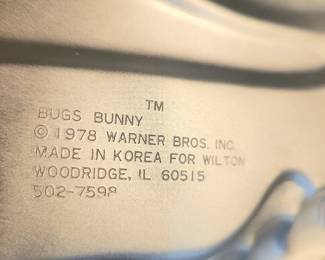 TM
BUGS BUNNY
© 1978 WARNER BROS. INC.
MADE IN KOREA FOR WILTON
WOODRIDGE, IL 60515
502-7598